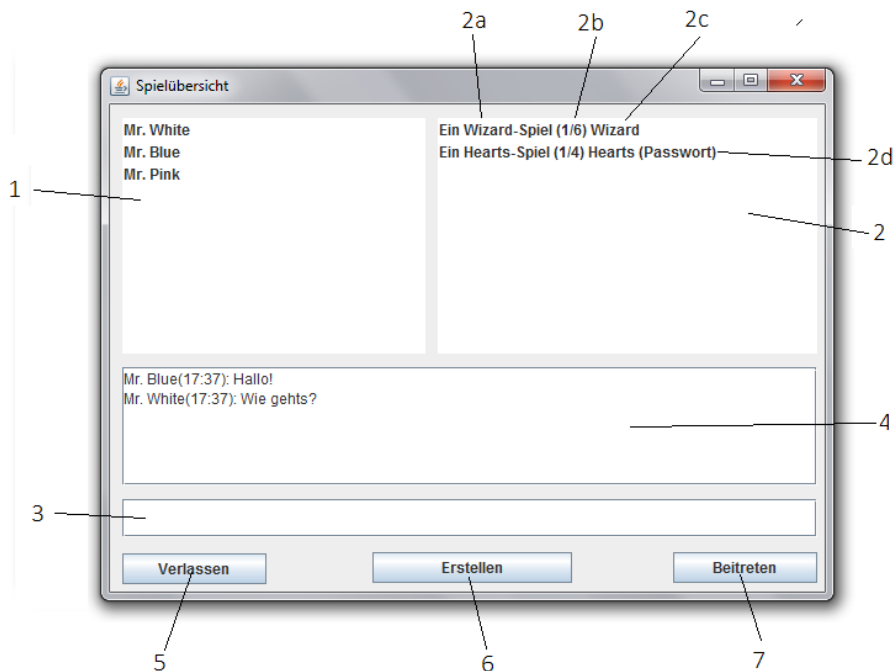 2a 2b 2c
Spielübersicht
Mr. White
Mr. Blue
Mr. Pink
Ein Wizard-Spiel (1/6) Wizard
Ein Hearts-Spiel (1/4) Hearts (Passwort)
2d
1
2
Mr. Blue(17:37): Hallo!
Mr. White(17:37): Wie gehts?
4
3
Verlassen Erstellen Beitreten
5 6 7